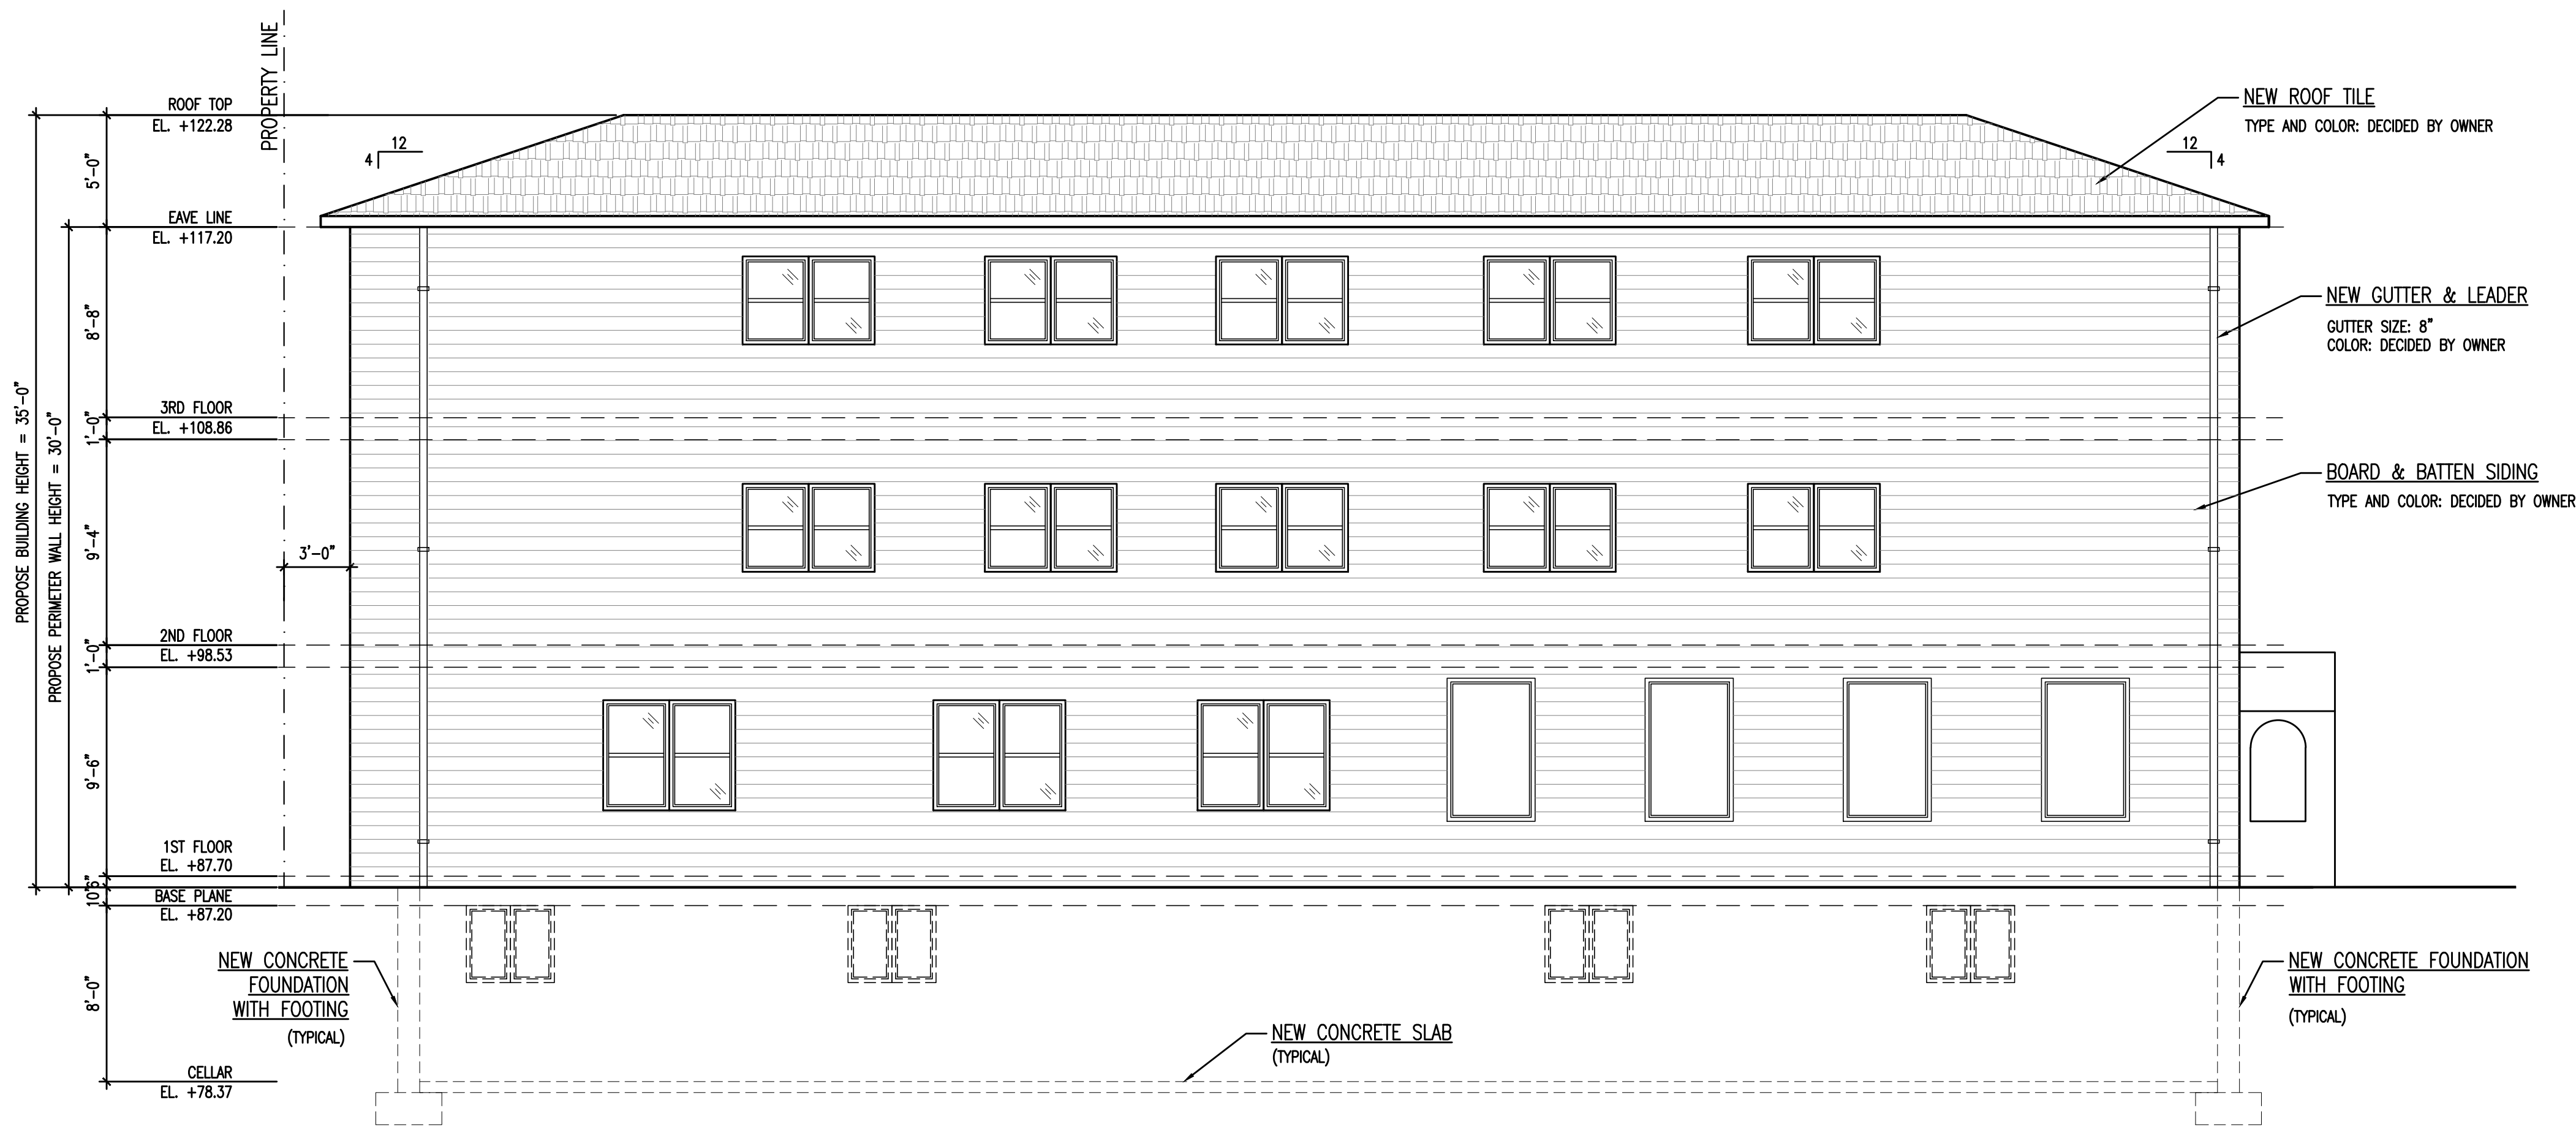 PROPERTY LINE
ROOF TOP
EL. +122.28
5'-0"
EAVE LINE
EL. +117.20
8'-8"
3RD FLOOR
EL. +108.86
1'-0"
9'-4"
2ND FLOOR
EL. +98.53
1'-0"
9'-6"
1ST FLOOR
EL. +87.70
BASE PLANE
EL. +87.20
8'-0"
CELLAR
EL. +78.37
PROPOSE BUILDING HEIGHT = 35'-0"
PROPOSE PERIMETER WALL HEIGHT = 30'-0"
3'-0"
12
4
12
4
NEW ROOF TILE
TYPE AND COLOR: DECIDED BY OWNER
NEW GUTTER & LEADER
GUTTER SIZE: 8"
COLOR: DECIDED BY OWNER
BOARD & BATTEN SIDING
TYPE AND COLOR: DECIDED BY OWNER
NEW CONCRETE
FOUNDATION
WITH FOOTING
(TYPICAL)
NEW CONCRETE SLAB
(TYPICAL)
NEW CONCRETE FOUNDATION
WITH FOOTING
(TYPICAL)